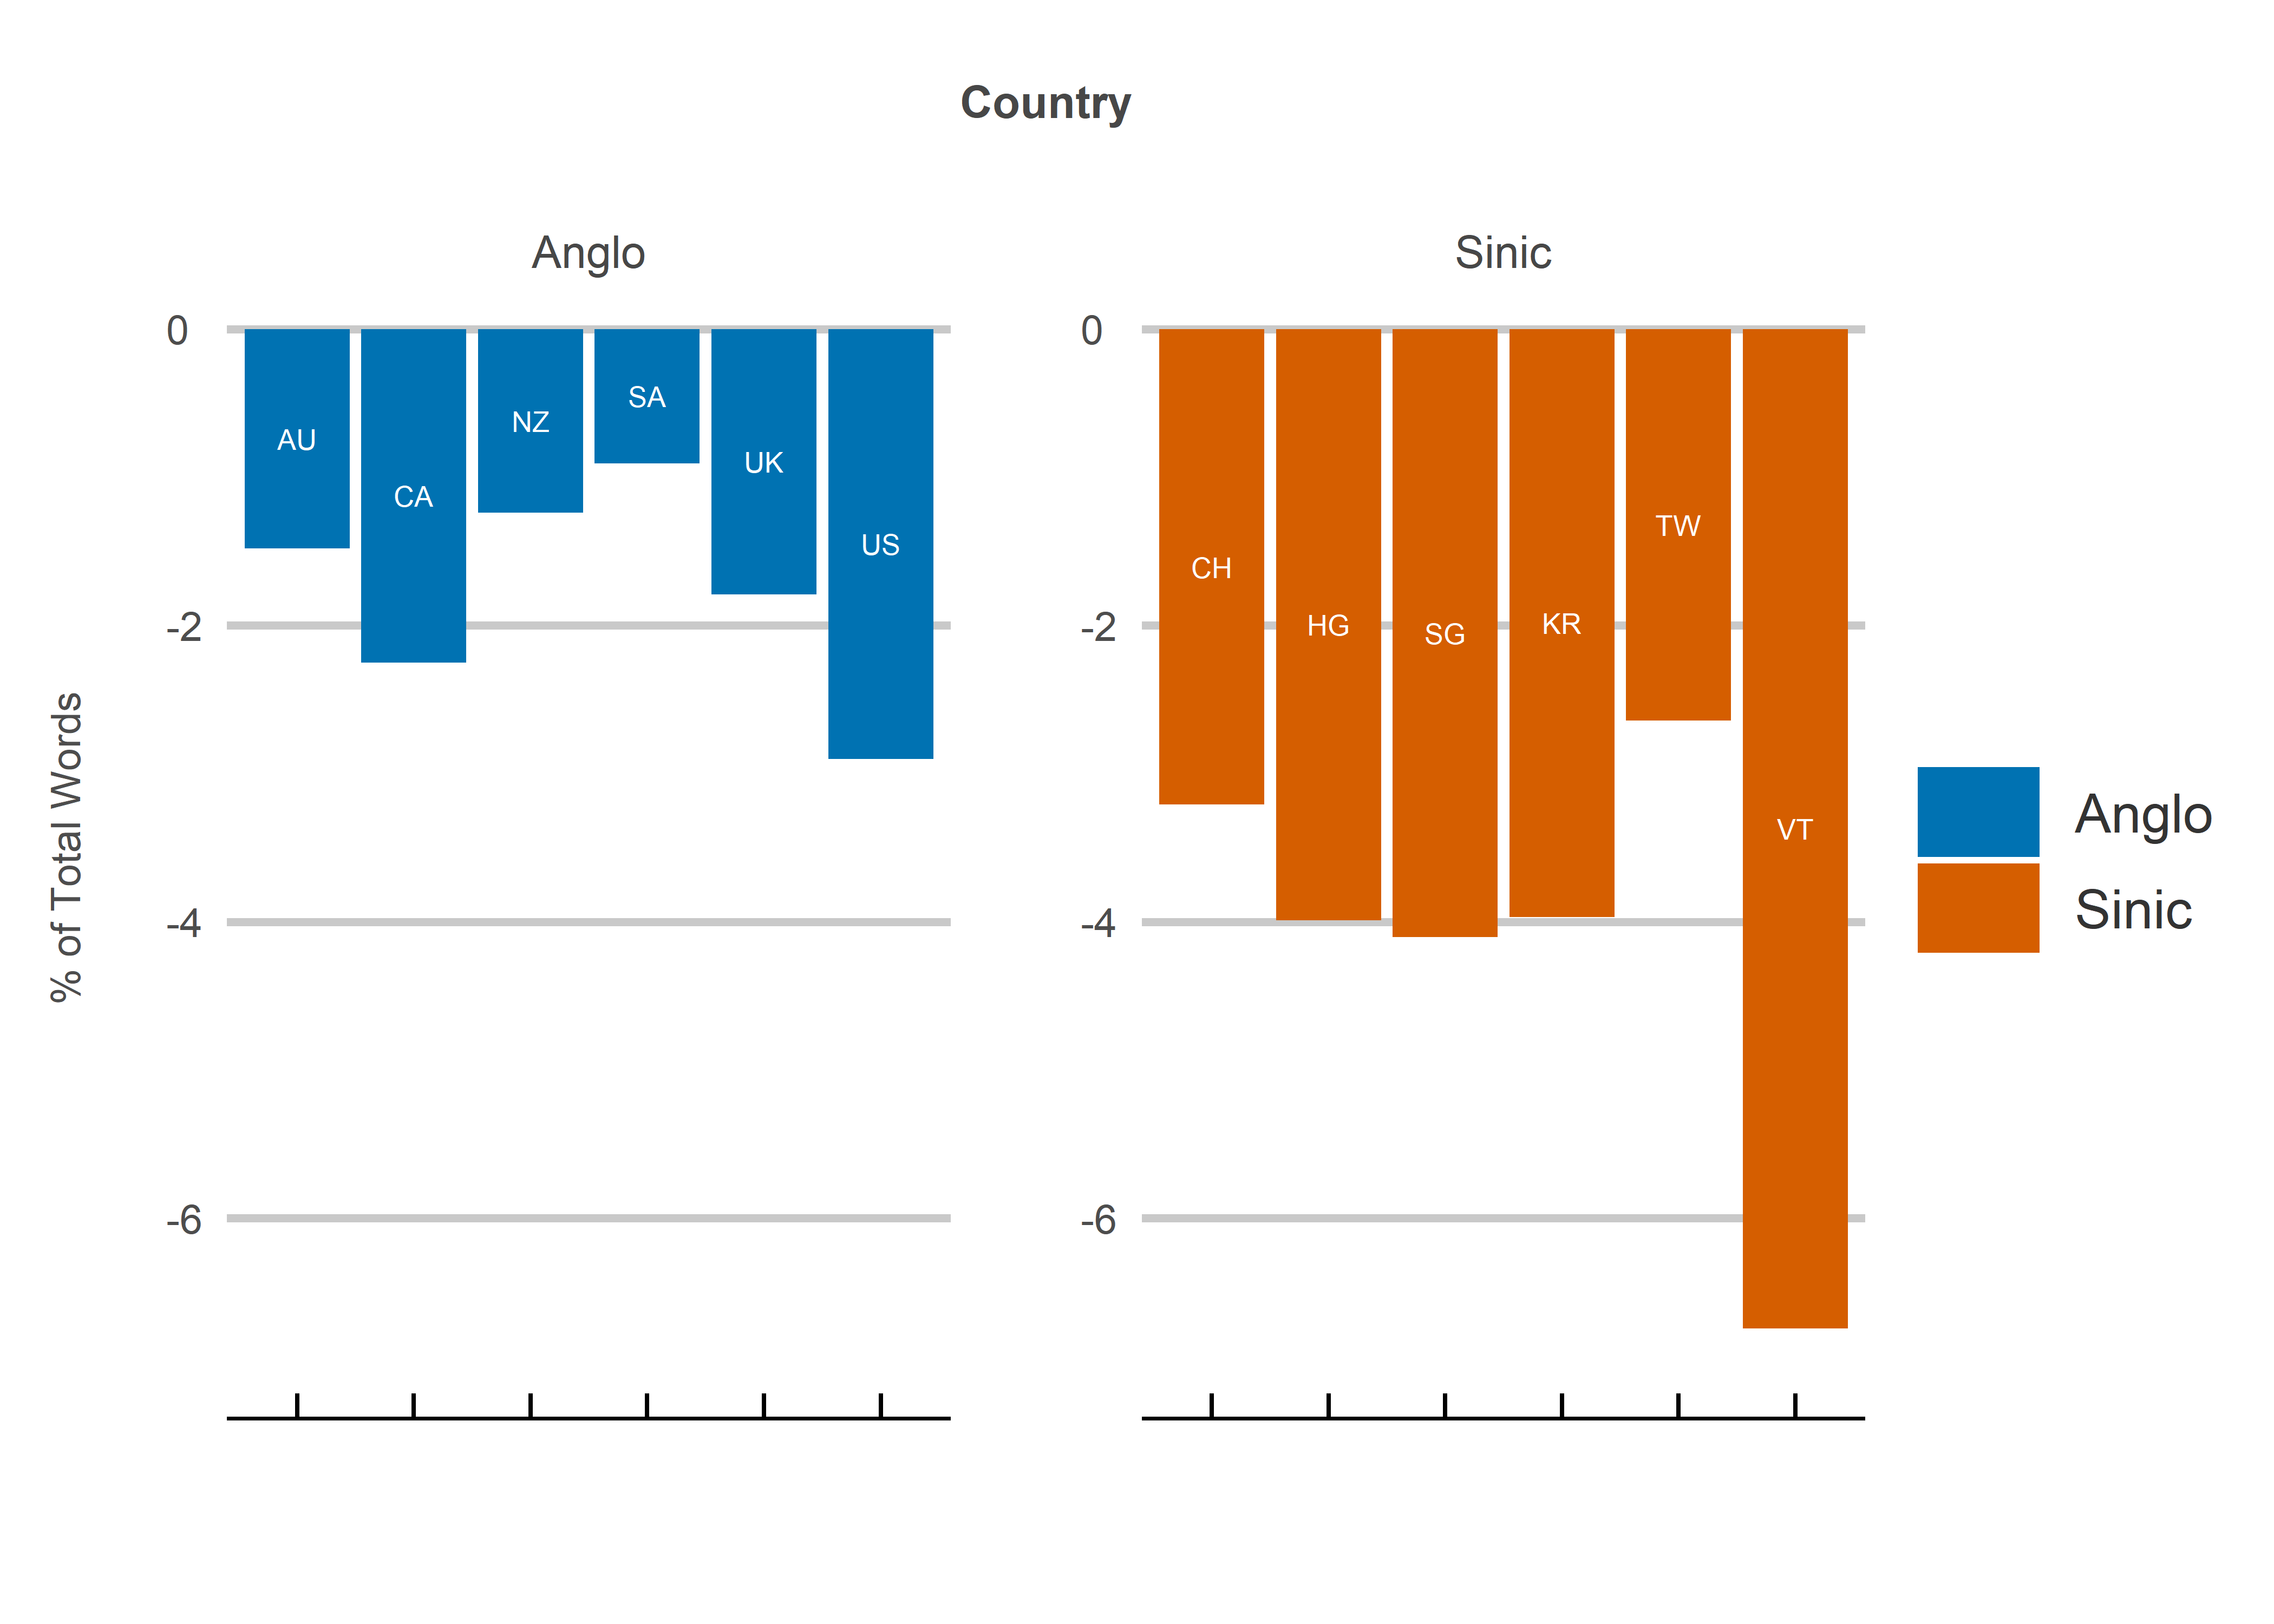 Country
Anglo
Sinic
0
-2
-4
-6
% of Total Words
AU
CA
NZ
SA
UK
US
0
-2
-4
-6
CH
HG
SG
KR
TW
VT
Anglo
Sinic